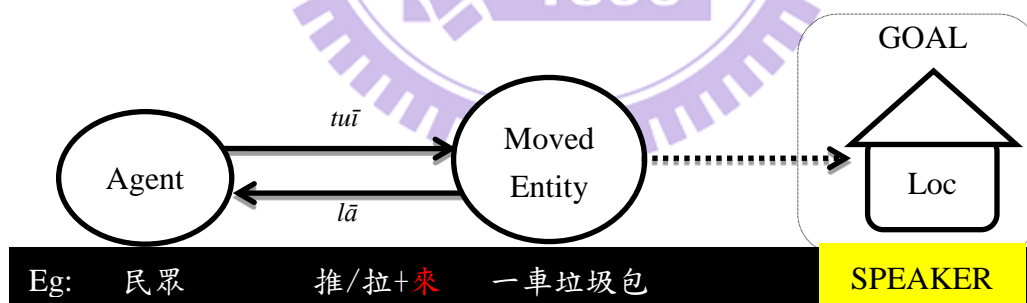 1896
GOAL
tuī
Moved
Entity
Agent
Loc
lā
Eg: 民眾 推/拉+來 一車垃圾包 SPEAKER